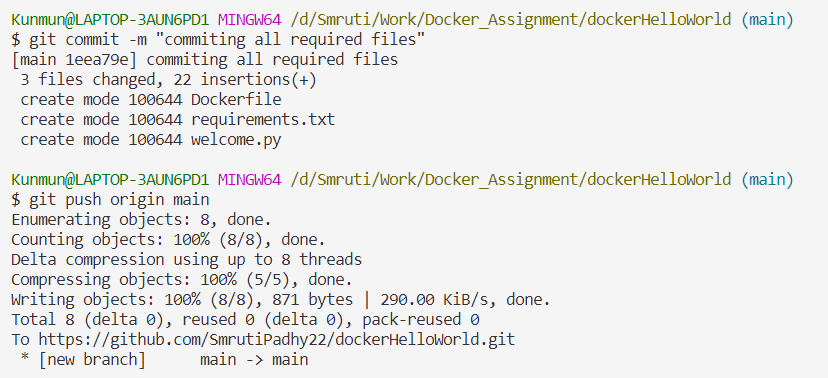 Kunmun@LAPTOP-3AUN6PD1 MINGW64 /d/Smruti/Work/Docker_Assignment/dockerHelloWorld (main)
$ git commit -m "commiting all required files"
[main 1eea79e] commiting all required files
 3 files changed, 22 insertions(+)
 create mode 100644 Dockerfile
 create mode 100644 requirements.txt
 create mode 100644 welcome.py
Kunmun@LAPTOP-3AUN6PD1 MINGW64 /d/Smruti/Work/Docker_Assignment/dockerHelloWorld (main)
$ git push origin main
Enumerating objects: 8, done.
Counting objects: 100% (8/8), done.
Delta compression using up to 8 threads
Compressing objects: 100% (5/5), done.
Writing objects: 100% (8/8), 871 bytes | 290.00 KiB/s, done.
Total 8 (delta 0), reused 0 (delta 0), pack-reused 0
To https://github.com/SmrutiPadhy22/dockerHelloWorld.git
 * [new branch]      main -> main